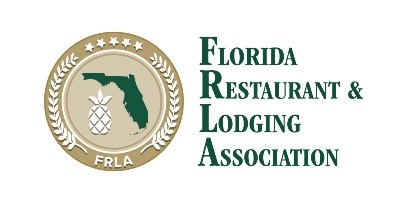 FRLA
FLORIDA
RESTAURANT &
LODGING
ASSOCIATION